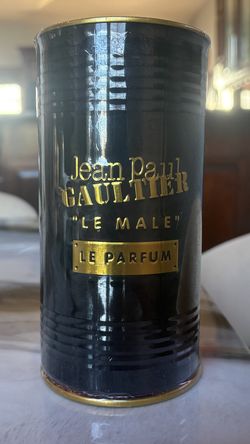 Jean Paul
GAULTIER
"LE MALE"
LE PARFUM